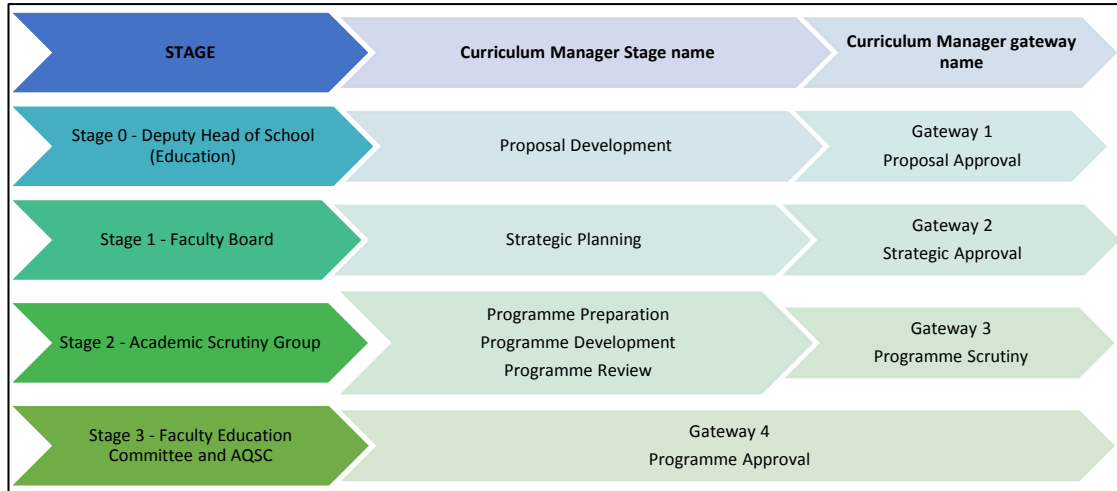 STAGE
Curriculum Manager Stage name
Curriculum Manager gateway
name
Stage 0 - Deputy Head of School
(Education)
Proposal Development
Gateway 1
Proposal Approval
Stage 1 - Faculty Board
Strategic Planning
Gateway 2
Strategic Approval
Stage 2 - Academic Scrutiny Group
Programme Preparation
Programme Development
Programme Review
Gateway 3
Programme Scrutiny
Stage 3 - Faculty Education
Committee and AQSC
Gateway 4
Programme Approval